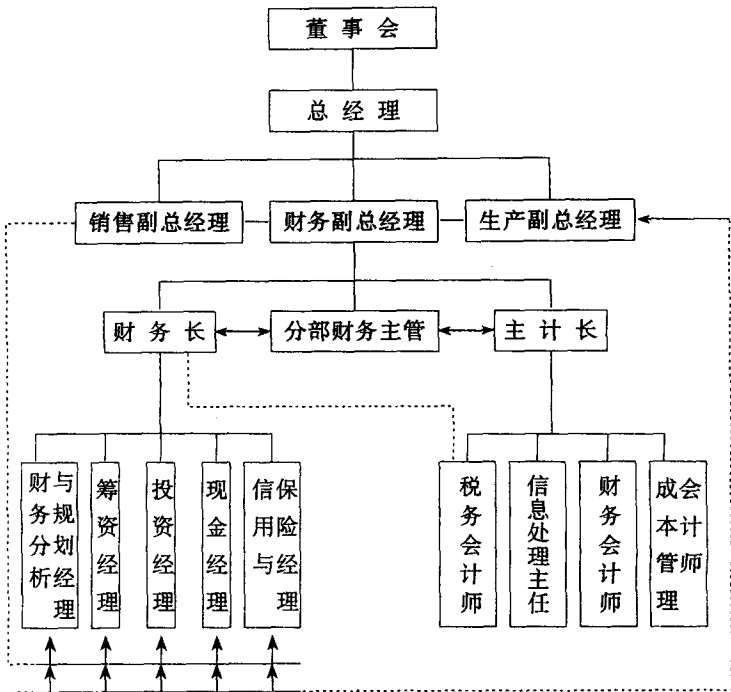 董事会
总经理
销售副总经理
财务副总经理
生产副总经理
财务长
分部财务主管
主计长
财务分析
与规划经理
筹资经理
投资经理
现金经理
信用与
保险经理
税务会计师
信息处理主任
财务会计师
成本管理
会计师